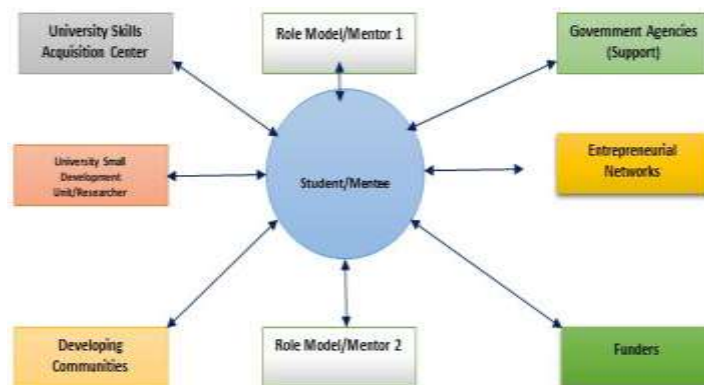 University Skills
Acquisition Center
Role Model/Mentor 1
Government Agencies
(Support)
University Small
Development
Unit/Researcher
Student/Mentee
Entrepreneurial
Networks
Developing
Communities
Role Model/Mentor 2
Funders